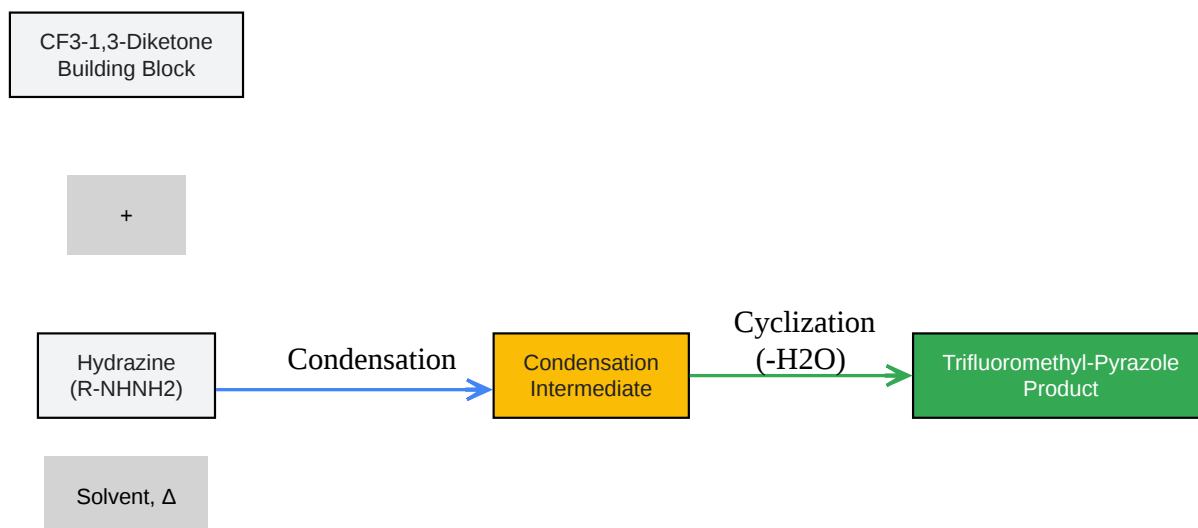 CF3-1,3-Diketone
Building Block
+
Hydrazine
(R-NHNH2)
Condensation
Condensation
Intermediate
Cyclization
(-H2O)
Trifluoromethyl-Pyrazole
Product
Solvent, Δ